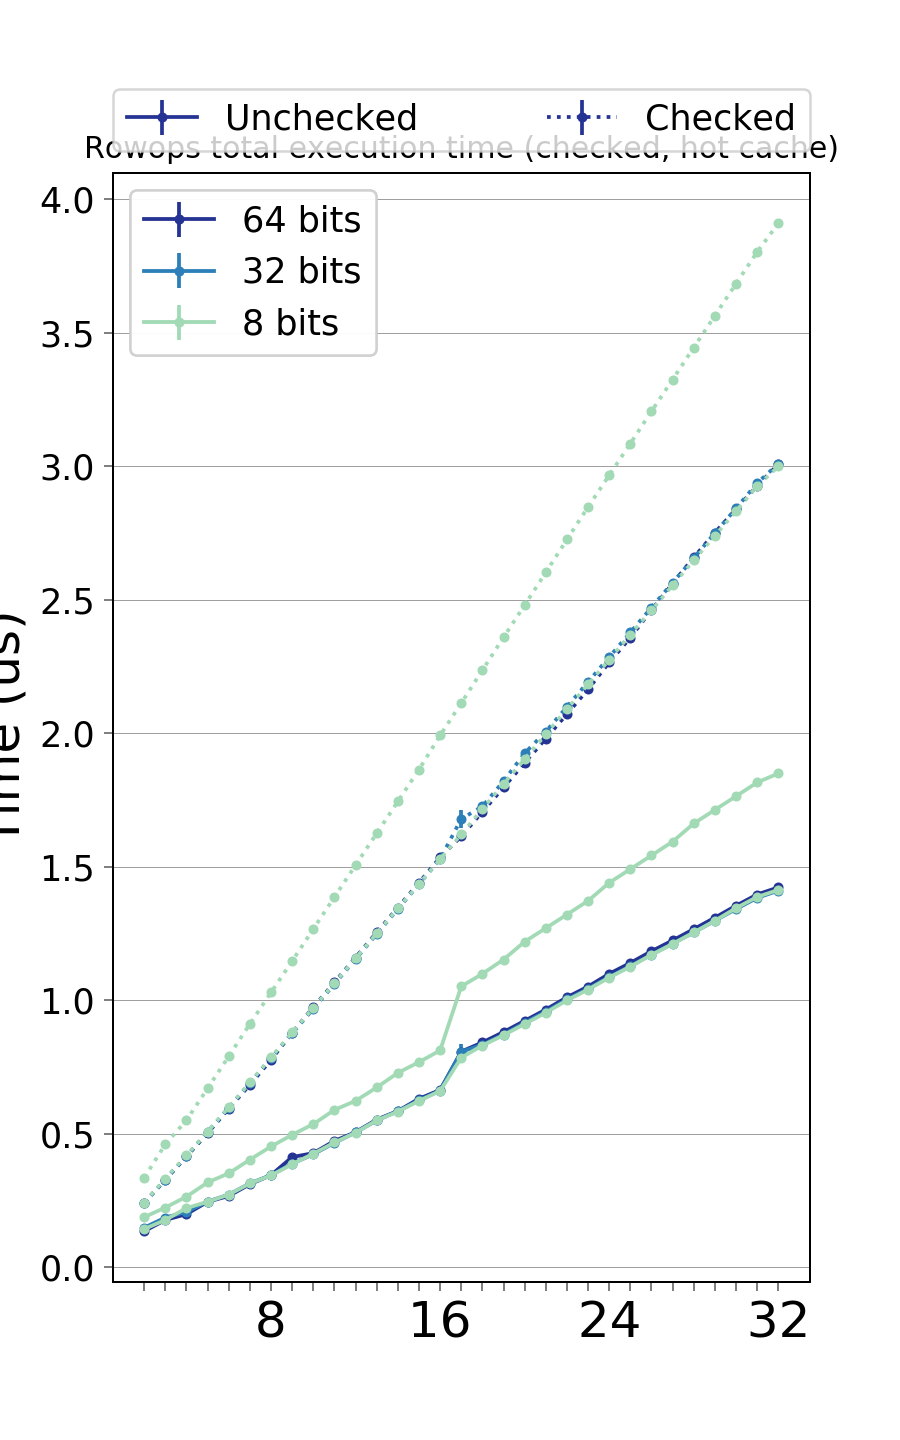 Unchecked Checked
Rowops total execution time (checked, hot cache)
64 bits
32 bits
8 bits
4.0
3.5
3.0
2.5
2.0
1.5
1.0
0.5
0.0
Time (us)
8 16 24 32